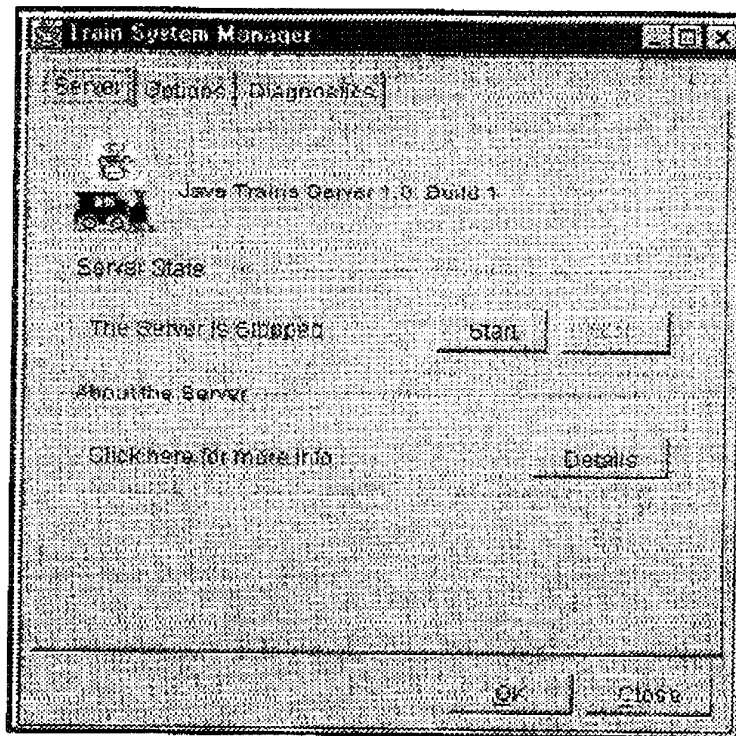 Train System Manager
Server Options Diagnostics
Java Trains Server 1.0 Build 1
Server State
The Server is Stopped Start
About the Server
Click here for more info Details
OK Close